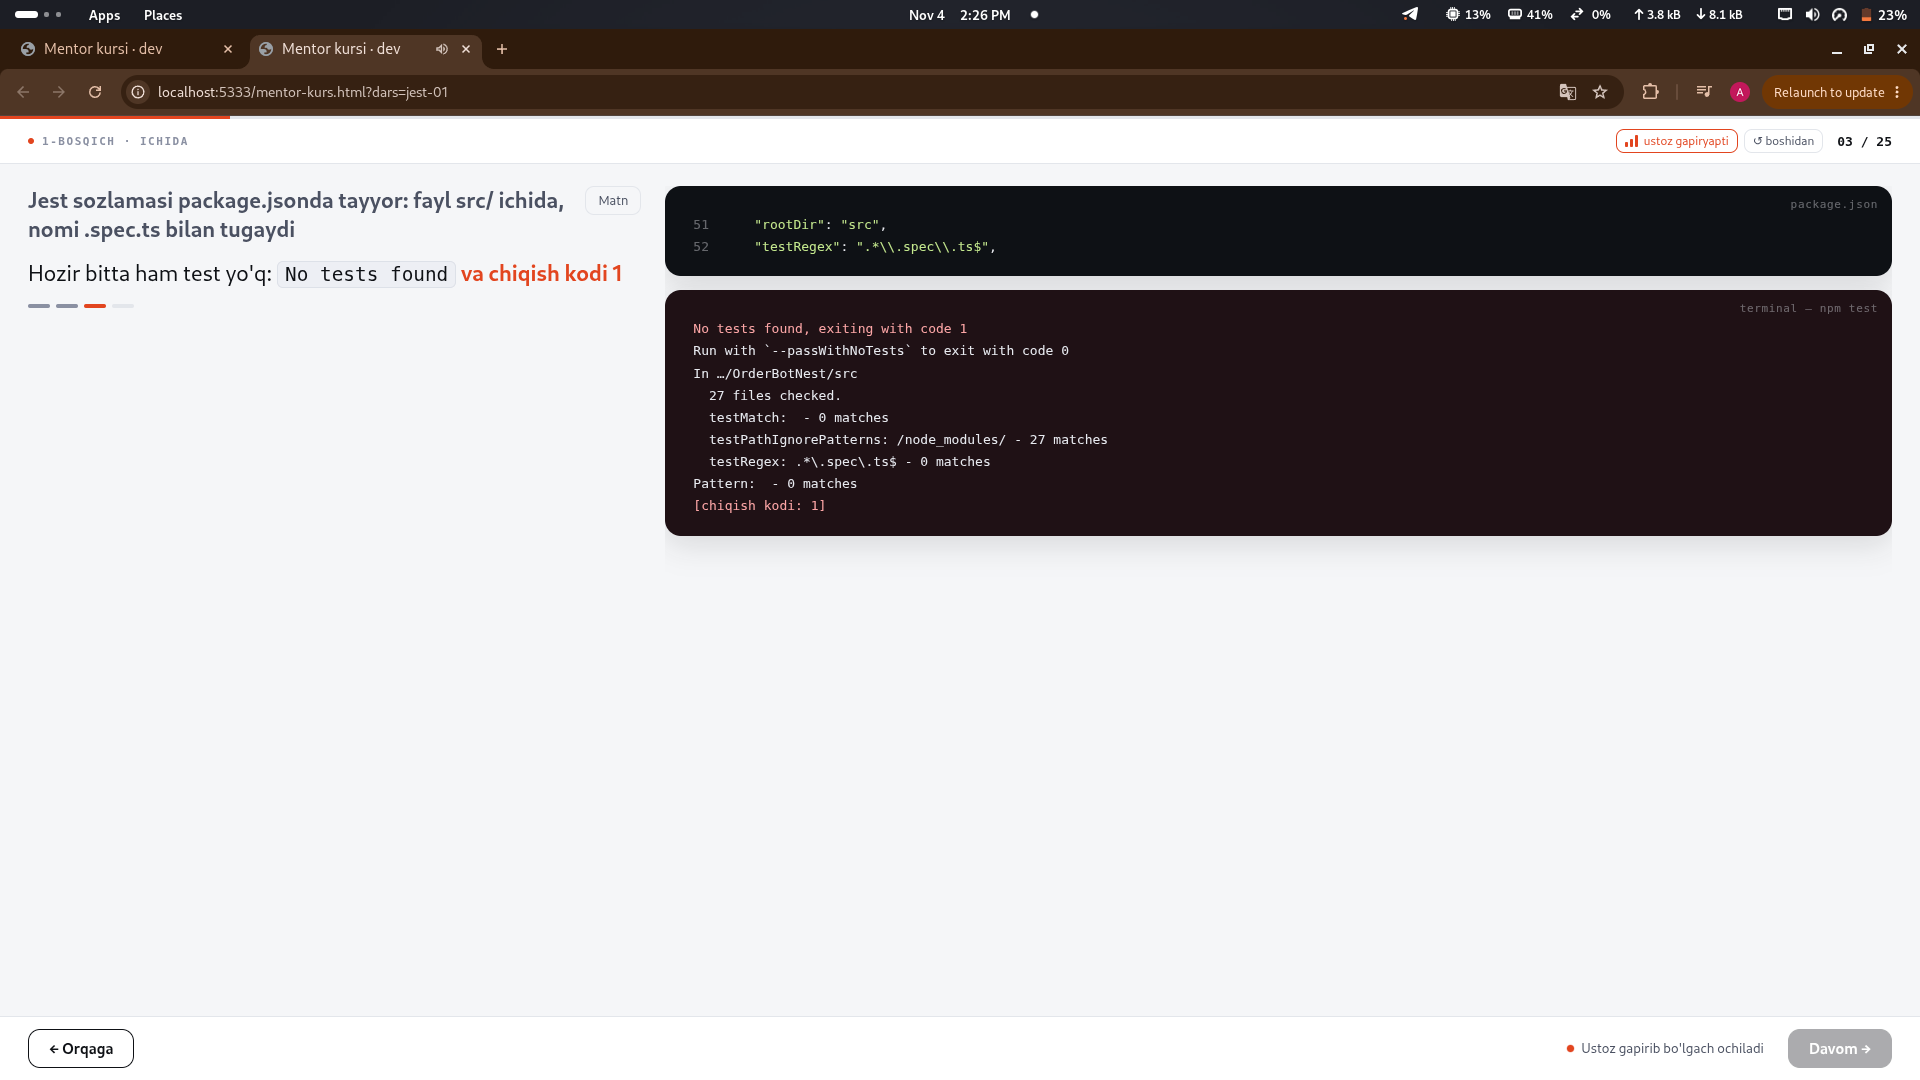 Apps Places Nov 4 2:26 PM 13% 41% 0% 3.8 kB 8.1 kB 23%
Mentor kursi · dev Mentor kursi · dev
localhost:5333/mentor-kurs.html?dars=jest-01 A Relaunch to update
1-BOSQICH · ICHIDA ustoz gapiryapti ↺ boshidan 03 / 25
Jest sozlamasi package.jsonda tayyor: fayl src/ ichida,
nomi .spec.ts bilan tugaydi
Matn
Hozir bitta ham test yo'q: No tests found va chiqish kodi 1
package.json
51 "rootDir": "src",
52 "testRegex": ".*\\.spec\\.ts$",
terminal — npm test
No tests found, exiting with code 1
Run with `--passWithNoTests` to exit with code 0
In …/OrderBotNest/src
27 files checked.
testMatch:  - 0 matches
testPathIgnorePatterns: /node_modules/ - 27 matches
testRegex: .*\.spec\.ts$ - 0 matches
Pattern:  - 0 matches
[chiqish kodi: 1]
← Orqaga
Ustoz gapirib bo'lgach ochiladi
Davom →